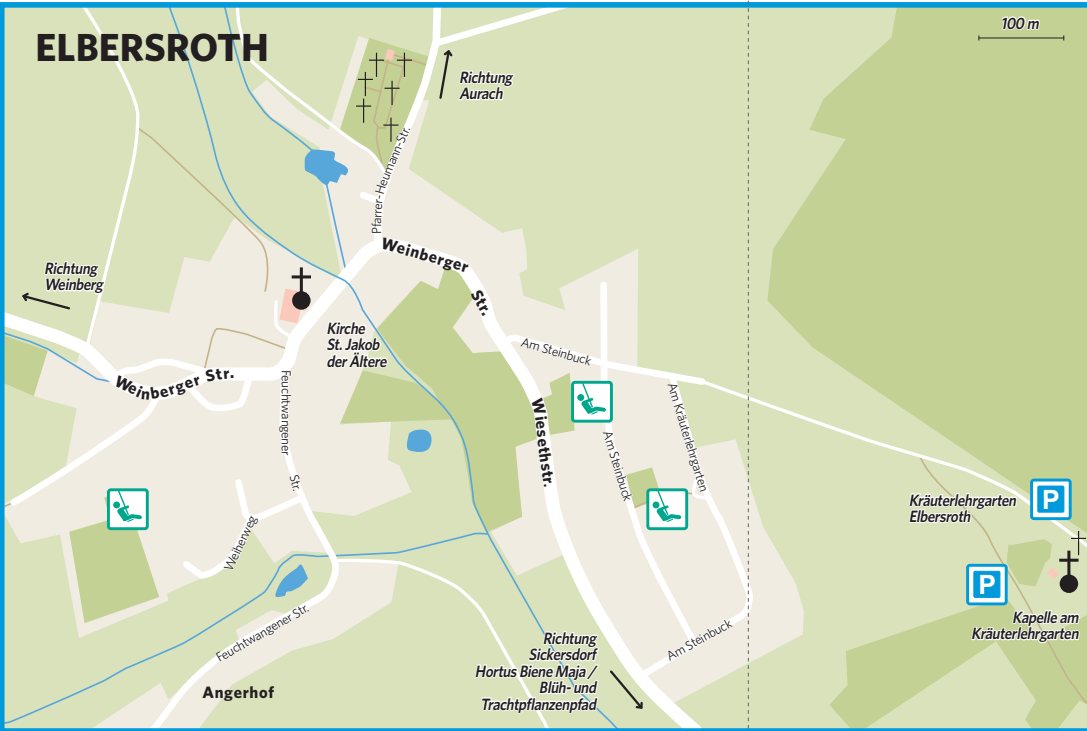 ELBERSROTH
100 m
Richtung
Aurach
Pfarrer-Heumann-Str.
Weinberger
Str.
Richtung
Weinberg
Kirche
St. Jakob
der Ältere
Am Steinbuck
Weinberger Str.
Feuchtwangener
Str.
Wiesethstr.
Am Steinbuck
Am Kräuterlehrgarten
Kräuterlehrgarten
Elbersroth
P
Weiherweg
P
Feuchtwangener Str.
Kapelle am
Kräuterlehrgarten
Am Steinbuck
Richtung
Sickersdorf
Hortus Biene Maja /
Blüh- und
Trachtpflanzenpfad
Angerhof